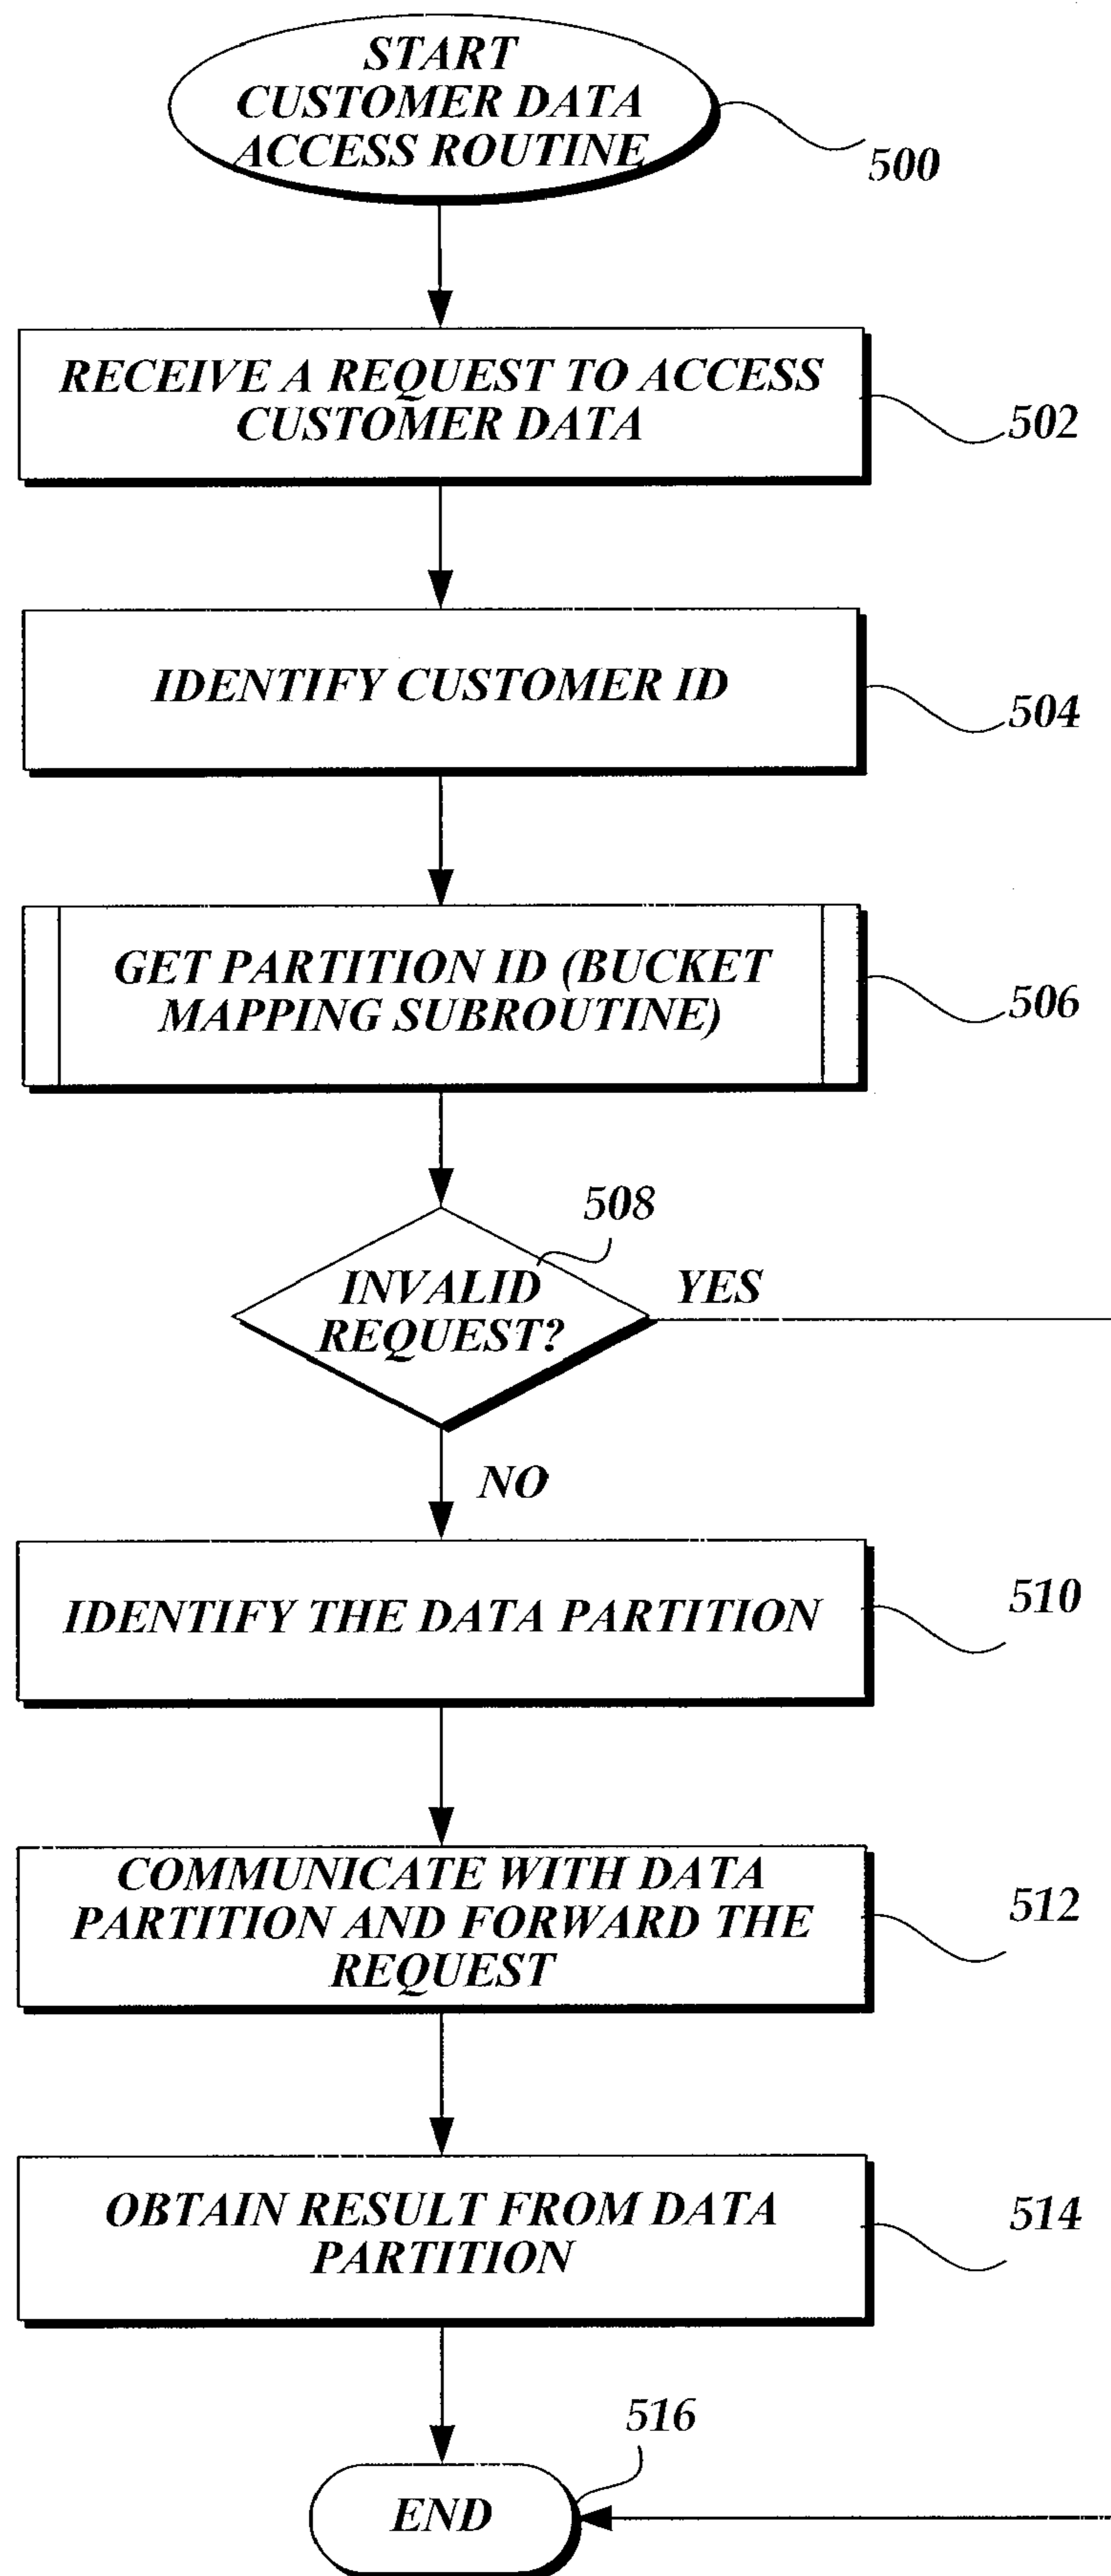 START
CUSTOMER DATA
ACCESS ROUTINE
500
RECEIVE A REQUEST TO ACCESS
CUSTOMER DATA
502
IDENTIFY CUSTOMER ID
504
GET PARTITION ID (BUCKET
MAPPING SUBROUTINE)
506
508
INVALID
REQUEST?
YES
NO
IDENTIFY THE DATA PARTITION
510
COMMUNICATE WITH DATA
PARTITION AND FORWARD THE
REQUEST
512
OBTAIN RESULT FROM DATA
PARTITION
514
516
END